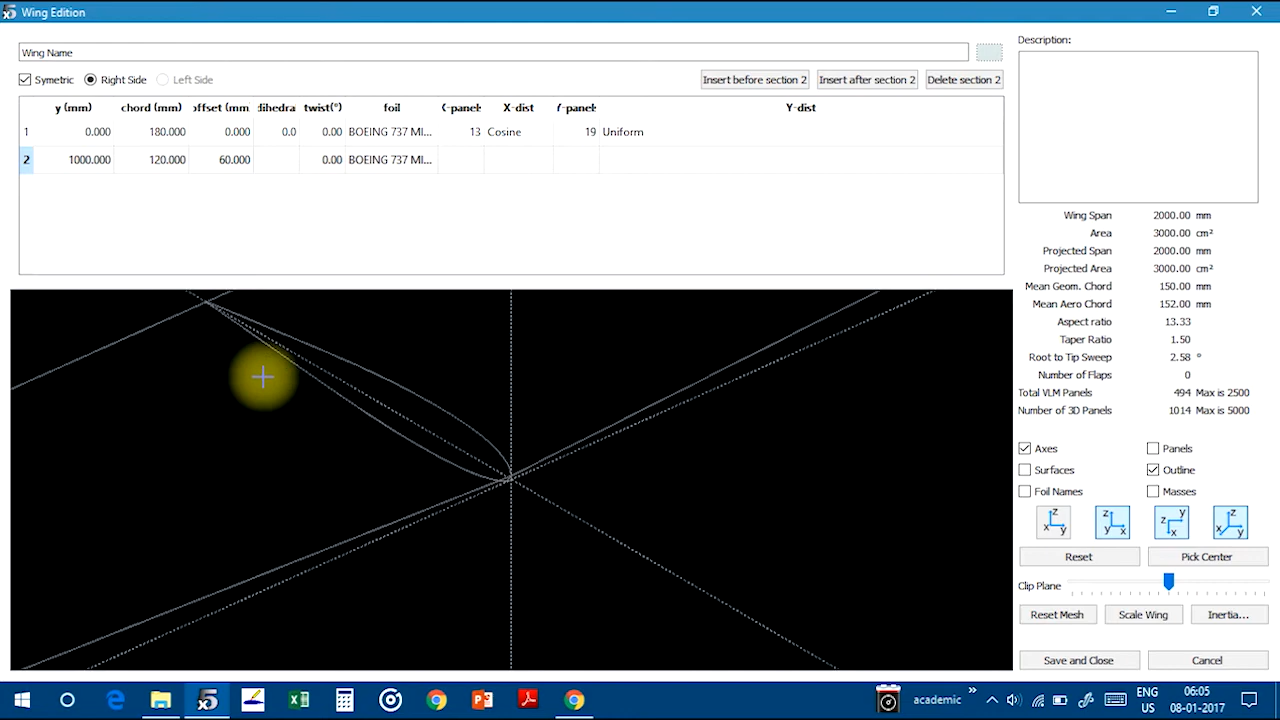 Wing Edition
Wing Name
Symetric Right Side Left Side Insert before section 2 Insert after section 2 Delete section 2
y (mm) chord (mm) offset (mm dihedra twist(°) foil X-panels X-dist Y-panels Y-dist
1 0.000 180.000 0.000 0.0 0.00 BOEING 737 MI... 13 Cosine 19 Uniform
2 1000.000 120.000 60.000 0.00 BOEING 737 MI...
Description:
Wing Span 2000.00 mm
Area 3000.00 cm²
Projected Span 2000.00 mm
Projected Area 3000.00 cm²
Mean Geom. Chord 150.00 mm
Mean Aero Chord 152.00 mm
Aspect ratio 13.33
Taper Ratio 1.50
Root to Tip Sweep 2.58 °
Number of Flaps 0
Total VLM Panels 494 Max is 2500
Number of 3D Panels 1014 Max is 5000
Axes Panels
Surfaces Outline
Foil Names Masses
z x y z y x y z x z x y
Reset Pick Center
Clip Plane
Reset Mesh Scale Wing Inertia...
Save and Close Cancel
academic » ENG US 06:05 08-01-2017